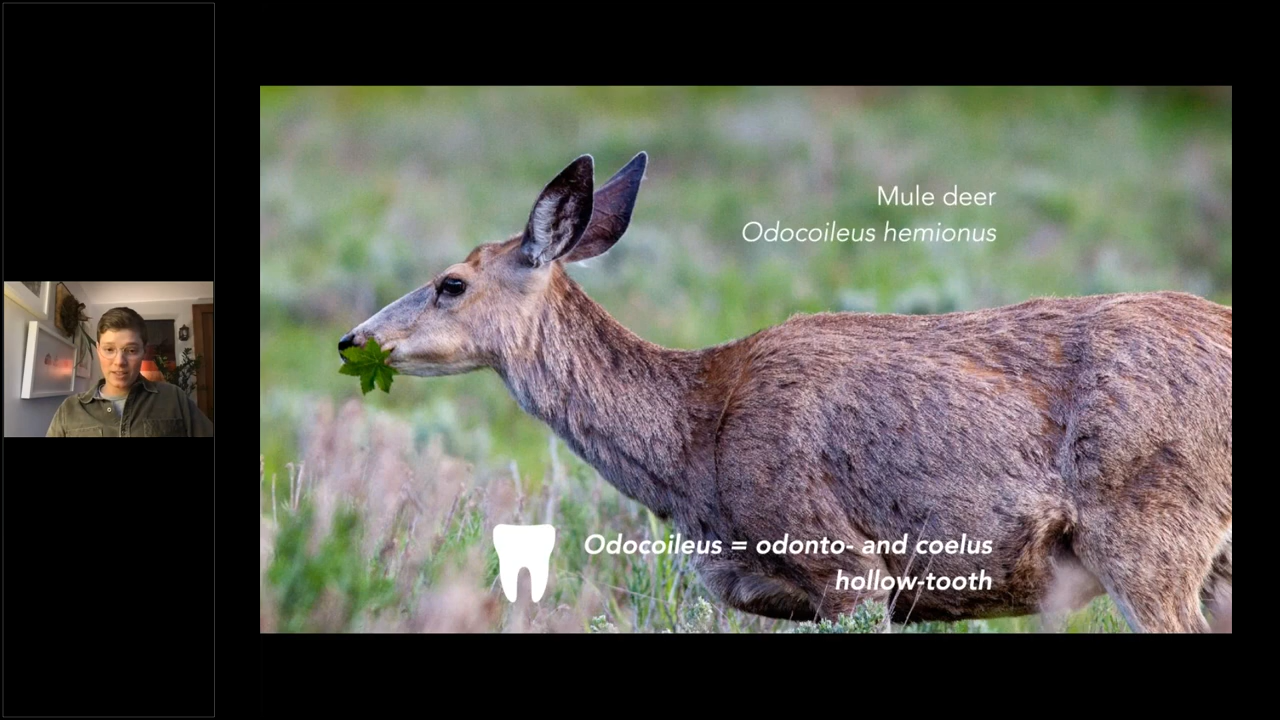 Mule deer
Odocoileus hemionus
Odocoileus = odonto- and coelus
hollow-tooth